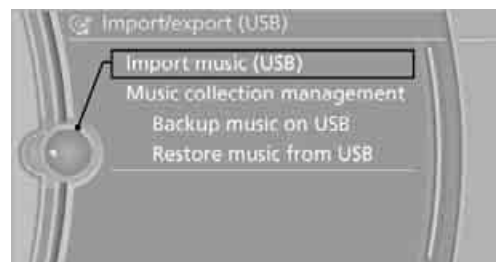 Import/export (USB)
Import music (USB)
Music collection management
Backup music on USB
Restore music from USB